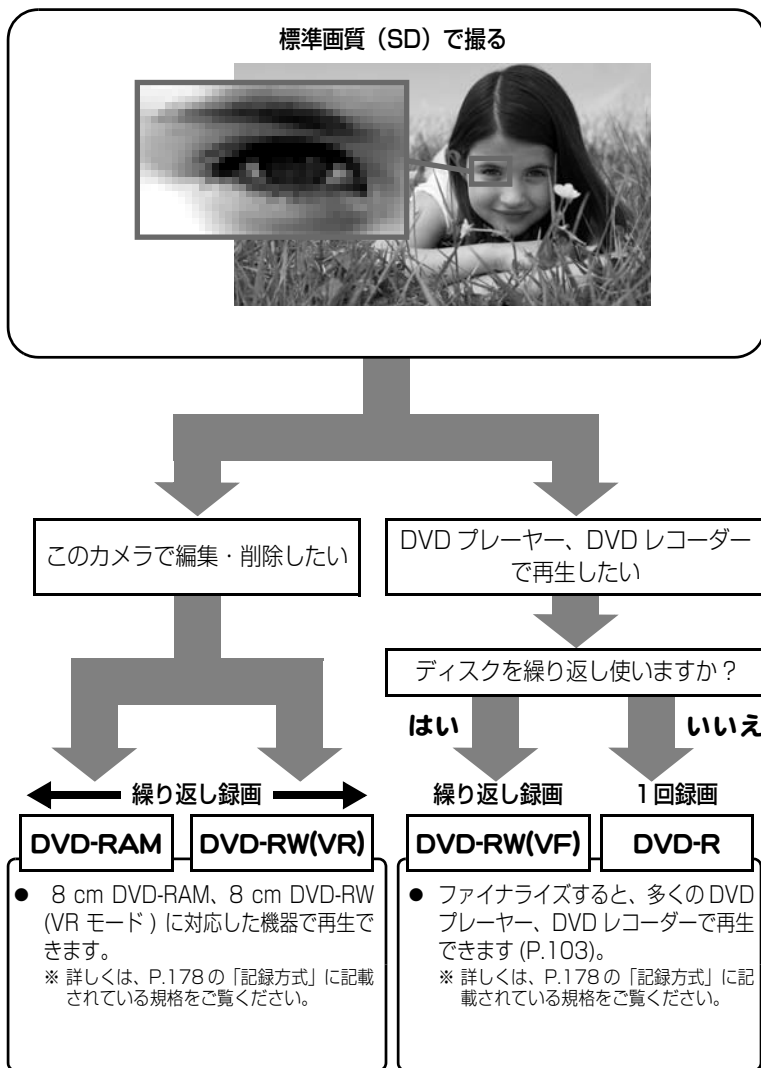 標準画質（SD）で撮る
このカメラで編集・削除したい
DVD プレーヤー、DVD レコーダー
で再生したい
ディスクを繰り返し使いますか？
はい
いいえ
繰り返し録画
繰り返し録画
1回録画
DVD-RAM
DVD-RW(VR)
DVD-RW(VF)
DVD-R
● 8 cm DVD-RAM、8 cm DVD-RW
(VR モード ) に対応した機器で再生で
きます。
※ 詳しくは、P.178 の「記録方式」に記載
されている規格をご覧ください。
● ファイナライズすると、多くの DVD
プレーヤー、DVD レコーダーで再生
できます (P.103)。
※ 詳しくは、P.178 の「記録方式」に記
載されている規格をご覧ください。